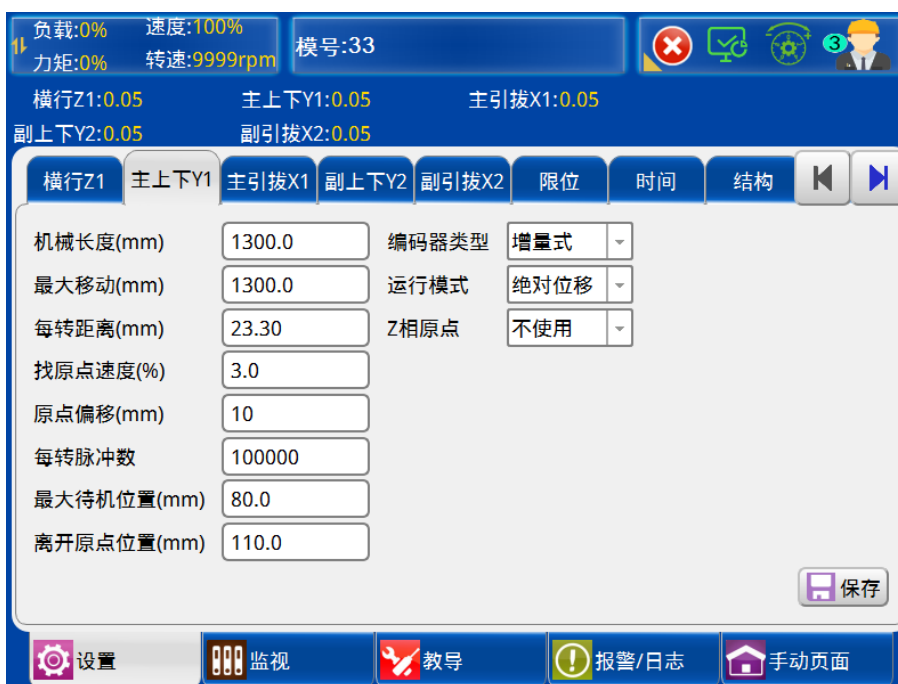 负载:0% 速度:100%
力矩:0% 转速:9999rpm
模号:33
3
横行Z1:0.05 主上下Y1:0.05 主引拔X1:0.05
副上下Y2:0.05 副引拔X2:0.05
横行Z1 主上下Y1 主引拔X1 副上下Y2 副引拔X2 限位 时间 结构
机械长度(mm) 1300.0 编码器类型 增量式
最大移动(mm) 1300.0 运行模式 绝对位移
每转距离(mm) 23.30 Z相原点 不使用
找原点速度(%) 3.0
原点偏移(mm) 10
每转脉冲数 100000
最大待机位置(mm) 80.0
离开原点位置(mm) 110.0
保存
设置 监视 教导 报警/日志 手动页面